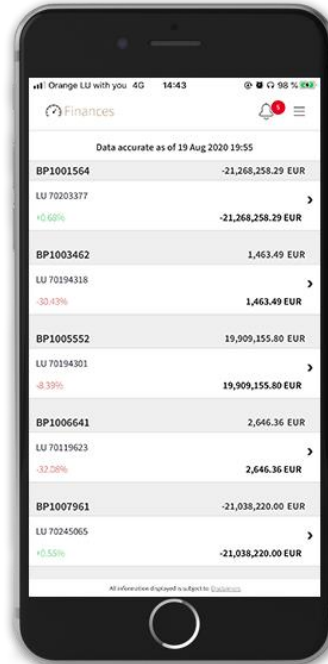 Orange LU with you 4G 14:43 98 %
Finances 5
Data accurate as of 19 Aug 2020 19:55
BP1001564 -21,268,258.29 EUR
LU 70203377
+0.68% -21,268,258.29 EUR
BP1003462 1,463.49 EUR
LU 70194318
-30.43% 1,463.49 EUR
BP1005552 19,909,155.80 EUR
LU 70194301
-8.39% 19,909,155.80 EUR
BP1006641 2,646.36 EUR
LU 70119623
-32.08% 2,646.36 EUR
BP1007961 -21,038,220.00 EUR
LU 70245065
+0.55% -21,038,220.00 EUR
All information displayed is subject to Disclaimers